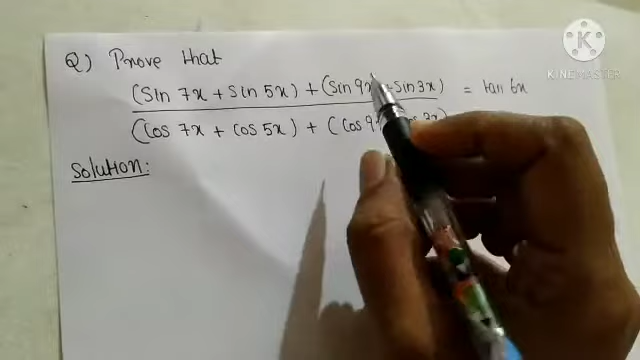 Q) Prove that
(Sin 7x + Sin 5x) + (Sin 9x + Sin 3x) = tan 6x
(Cos 7x + Cos 5x) + (Cos 9x 3x)
Solution:
K
KINEMASTER